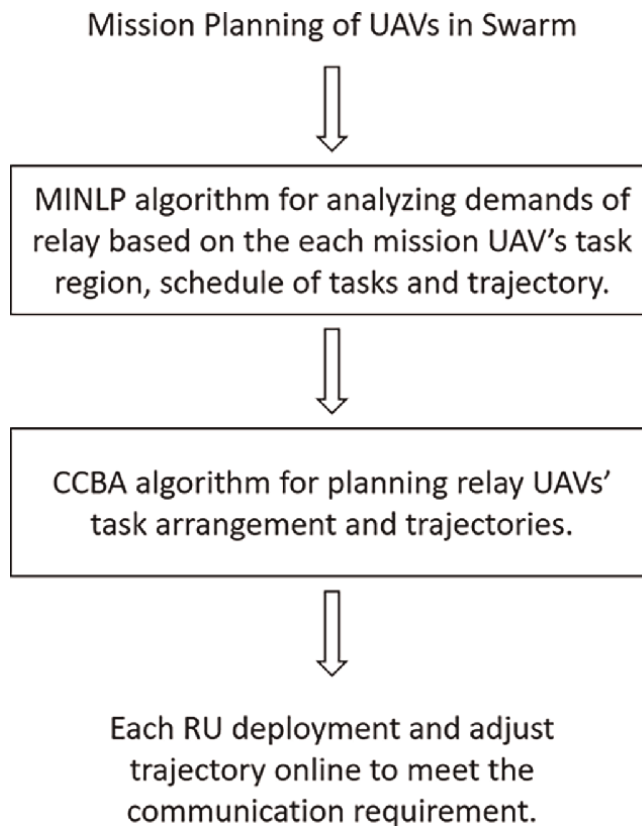 Mission Planning of UAVs in Swarm
MINLP algorithm for analyzing demands of
relay based on the each mission UAV's task
region, schedule of tasks and trajectory.
CCBA algorithm for planning relay UAVs'
task arrangement and trajectories.
Each RU deployment and adjust
trajectory online to meet the
communication requirement.